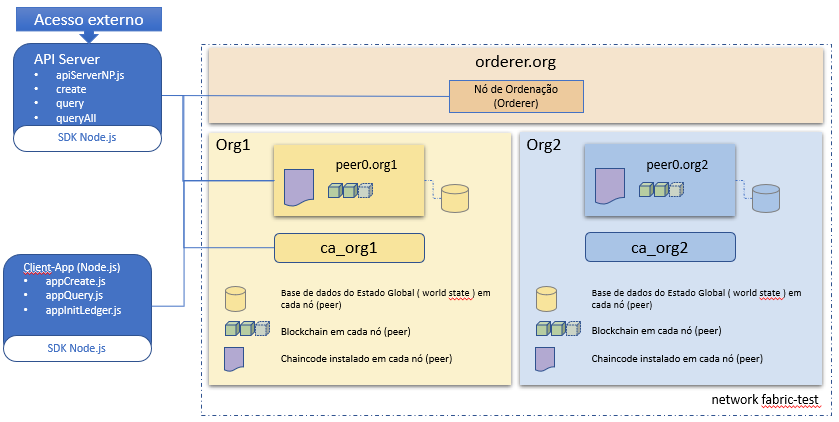 Acesso externo
API Server
• apiServerNP.js
• create
• query
• queryAll
SDK Node.js
Client-App (Node.js)
• appCreate.js
• appQuery.js
• appInitLedger.js
SDK Node.js
orderer.org
Nó de Ordenação
(Orderer)
Org1
peer0.org1
ca_org1
Base de dados do Estado Global ( world state ) em
cada nó (peer)
Blockchain em cada nó (peer)
Chaincode instalado em cada nó (peer)
Org2
peer0.org2
ca_org2
Base de dados do Estado Global ( world state ) em
cada nó (peer)
Blockchain em cada nó (peer)
Chaincode instalado em cada nó (peer)
network fabric-test